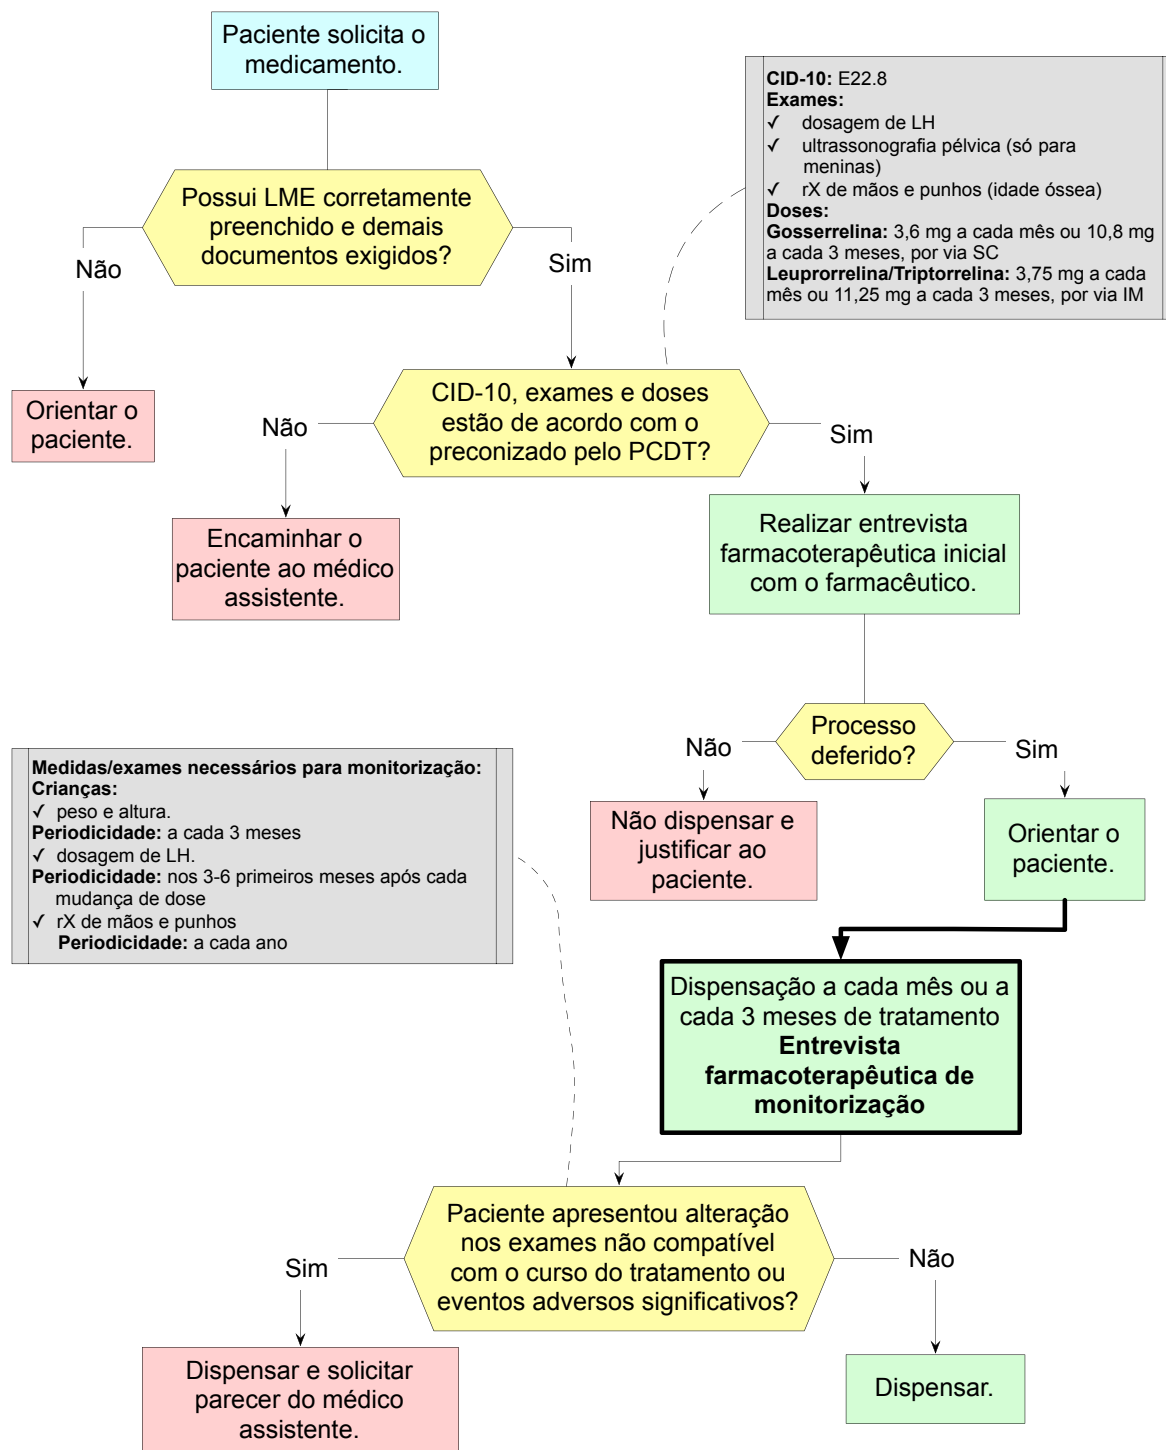 Paciente solicita o
medicamento.
CID-10: E22.8
Exames:
✓ dosagem de LH
✓ ultrassonografia pélvica (só para
meninas)
✓ rX de mãos e punhos (idade óssea)
Doses:
Gosserrelina: 3,6 mg a cada mês ou 10,8 mg
a cada 3 meses, por via SC
Leuprorrelina/Triptorrelina: 3,75 mg a cada
mês ou 11,25 mg a cada 3 meses, por via IM
Possui LME corretamente
preenchido e demais
documentos exigidos?
Não
Sim
Orientar o
paciente.
CID-10, exames e doses
estão de acordo com o
preconizado pelo PCDT?
Não
Sim
Encaminhar o
paciente ao médico
assistente.
Realizar entrevista
farmacoterapêutica inicial
com o farmacêutico.
Processo
deferido?
Não
Sim
Não dispensar e
justificar ao
paciente.
Orientar o
paciente.
Medidas/exames necessários para monitorização:
Crianças:
✓ peso e altura.
Periodicidade: a cada 3 meses
✓ dosagem de LH.
Periodicidade: nos 3-6 primeiros meses após cada
mudança de dose
✓ rX de mãos e punhos
Periodicidade: a cada ano
Dispensação a cada mês ou a
cada 3 meses de tratamento
Entrevista
farmacoterapêutica de
monitorização
Paciente apresentou alteração
nos exames não compatível
com o curso do tratamento ou
eventos adversos significativos?
Sim
Não
Dispensar e solicitar
parecer do médico
assistente.
Dispensar.